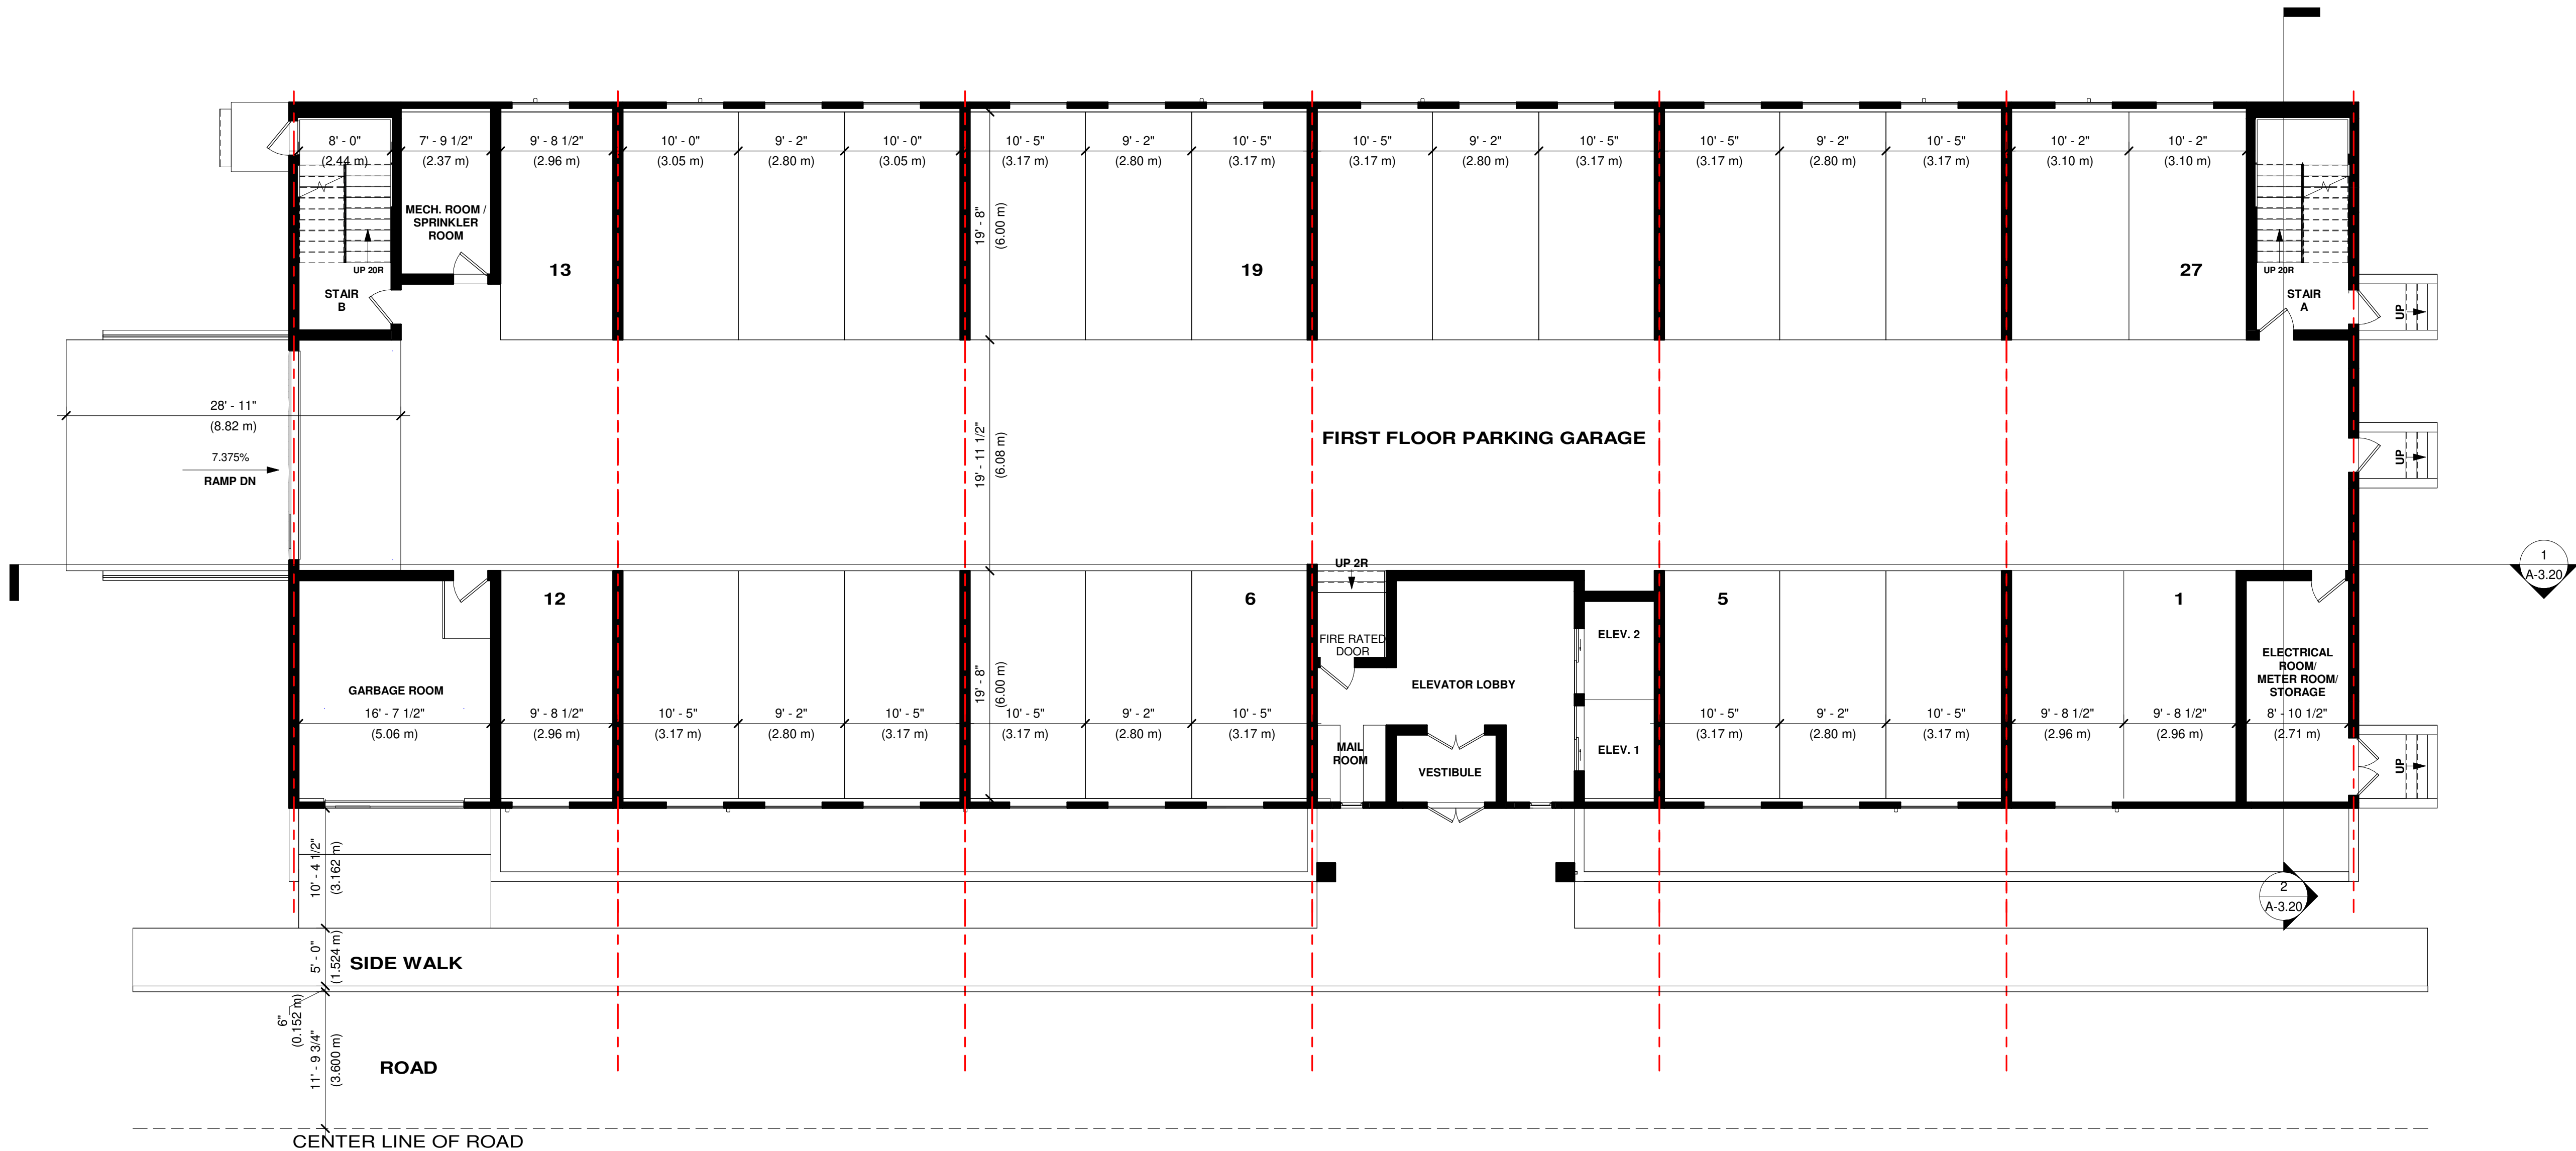 8' - 0"
(2.44 m)
7' - 9 1/2"
(2.37 m)
9' - 8 1/2"
(2.96 m)
10' - 0"
(3.05 m)
9' - 2"
(2.80 m)
10' - 0"
(3.05 m)
10' - 5"
(3.17 m)
9' - 2"
(2.80 m)
10' - 5"
(3.17 m)
10' - 5"
(3.17 m)
9' - 2"
(2.80 m)
10' - 5"
(3.17 m)
10' - 5"
(3.17 m)
9' - 2"
(2.80 m)
10' - 5"
(3.17 m)
10' - 2"
(3.10 m)
10' - 2"
(3.10 m)
MECH. ROOM /
SPRINKLER
ROOM
19' - 8"
(6.00 m)
UP 20R
STAIR
B
13
19
27
UP 20R
STAIR
A
UP
28' - 11"
(8.82 m)
7.375%
RAMP DN
19' - 11 1/2"
(6.08 m)
FIRST FLOOR PARKING GARAGE
UP
1
A-3.20
UP 2R
12
6
5
1
FIRE RATED
DOOR
ELEV. 2
ELECTRICAL
ROOM/
METER ROOM/
STORAGE
GARBAGE ROOM
ELEVATOR LOBBY
19' - 8"
(6.00 m)
16' - 7 1/2"
(5.06 m)
9' - 8 1/2"
(2.96 m)
10' - 5"
(3.17 m)
9' - 2"
(2.80 m)
10' - 5"
(3.17 m)
10' - 5"
(3.17 m)
9' - 2"
(2.80 m)
10' - 5"
(3.17 m)
10' - 5"
(3.17 m)
9' - 2"
(2.80 m)
10' - 5"
(3.17 m)
9' - 8 1/2"
(2.96 m)
9' - 8 1/2"
(2.96 m)
8' - 10 1/2"
(2.71 m)
MAIL
ROOM
VESTIBULE
ELEV. 1
UP
10' - 4 1/2"
(3.162 m)
2
A-3.20
5' - 0"
(1.524 m)
SIDE WALK
6"
(0.152 m)
11' - 9 3/4"
(3.600 m)
ROAD
CENTER LINE OF ROAD